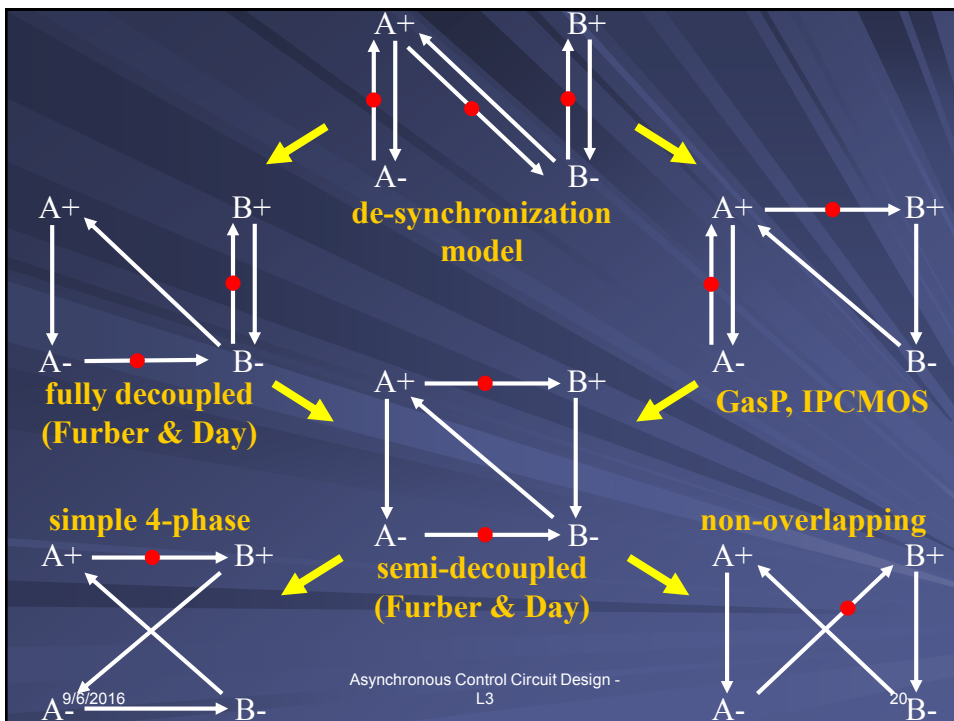 A+ B+
A- B-
de-synchronization
model
A+ B+
A- B-
fully decoupled
(Furber & Day)
A+ B+
A- B-
GasP, IPCMOS
A+ B+
A- B-
semi-decoupled
(Furber & Day)
simple 4-phase
A+ B+
A- B-
non-overlapping
A+ B+
A- B-
9/6/2016
Asynchronous Control Circuit Design -
L3
20